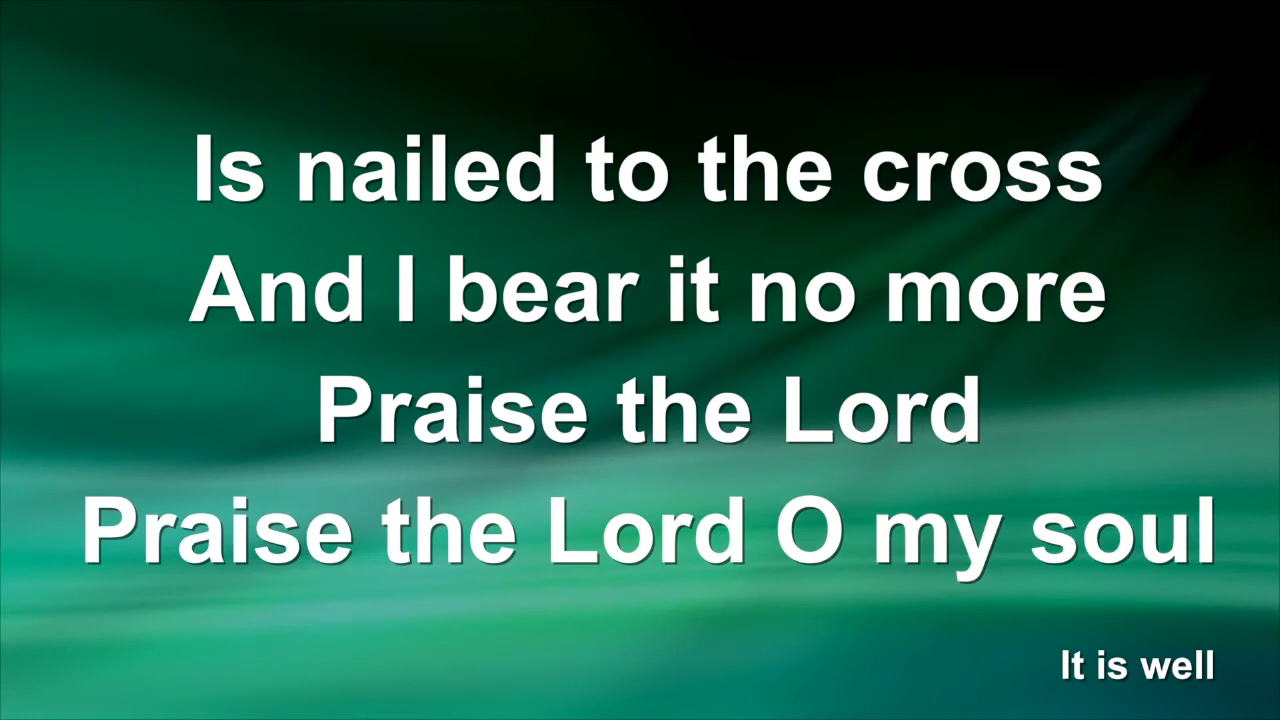 Is nailed to the cross
And I bear it no more
Praise the Lord
Praise the Lord O my soul
It is well